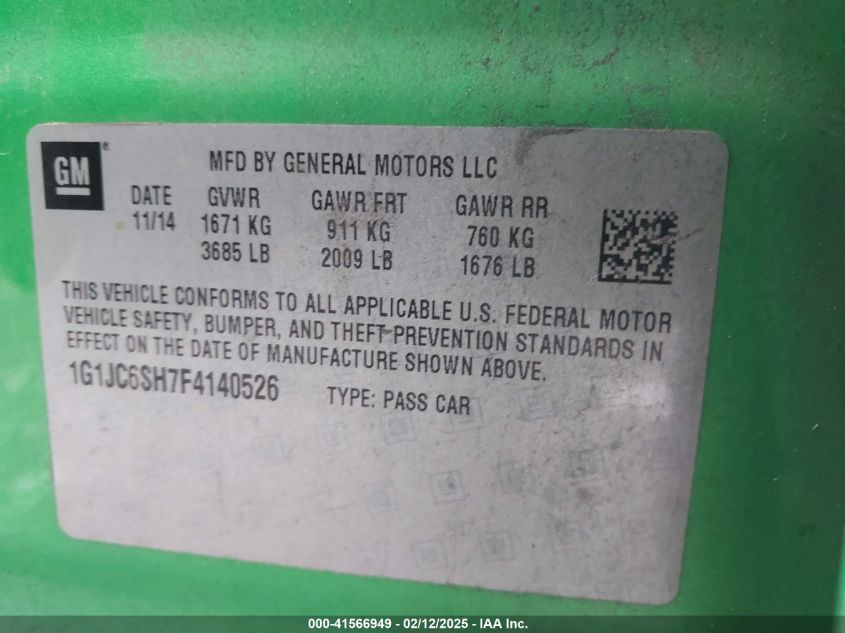 GM ®
MFD BY GENERAL MOTORS LLC
DATE GVWR GAWR FRT GAWR RR
11/14 1671 KG 911 KG 760 KG
3685 LB 2009 LB 1676 LB
THIS VEHICLE CONFORMS TO ALL APPLICABLE U.S. FEDERAL MOTOR
VEHICLE SAFETY, BUMPER, AND THEFT PREVENTION STANDARDS IN
EFFECT ON THE DATE OF MANUFACTURE SHOWN ABOVE.
1G1JC6SH7F4140526 TYPE: PASS CAR
000-41566949 - 02/12/2025 - IAA Inc.